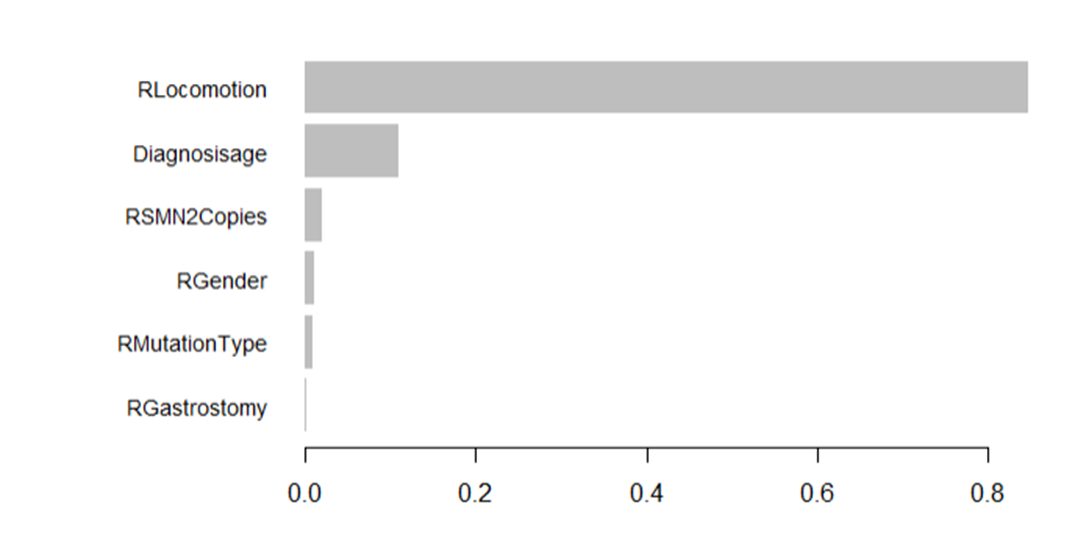 RLocomotion
Diagnosisage
RSMN2Copies
RGender
RMutationType
RGastrostomy
0.0 0.2 0.4 0.6 0.8